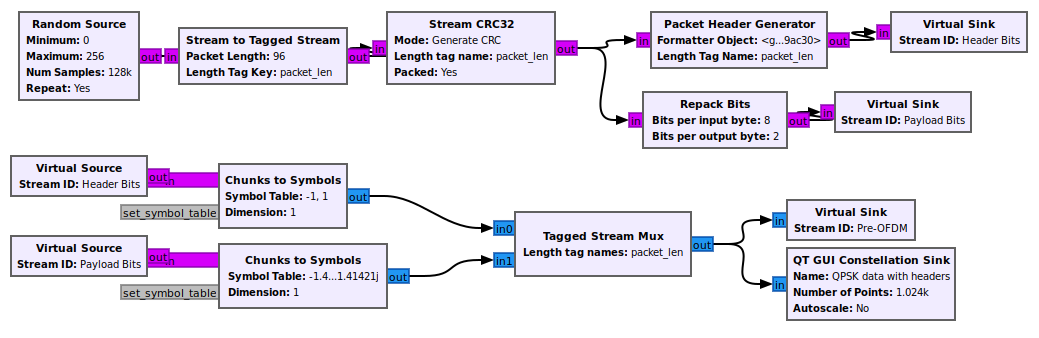 Random Source
Minimum: 0
Maximum: 256
Num Samples: 128k
Repeat: Yes
out
in
Stream to Tagged Stream
Packet Length: 96
Length Tag Key: packet_len
out
in
Stream CRC32
Mode: Generate CRC
Length tag name: packet_len
Packed: Yes
out
in
Packet Header Generator
Formatter Object: <g...9ac30>
Length Tag Name: packet_len
out
in
Virtual Sink
Stream ID: Header Bits
in
Repack Bits
Bits per input byte: 8
Bits per output byte: 2
out
in
Virtual Sink
Stream ID: Payload Bits
Virtual Source
Stream ID: Header Bits
out
in
set_symbol_table
Chunks to Symbols
Symbol Table: -1, 1
Dimension: 1
out
Virtual Source
Stream ID: Payload Bits
out
set_symbol_table
Chunks to Symbols
Symbol Table: -1.4...1.41421j
Dimension: 1
out
in0
in1
Tagged Stream Mux
Length tag names: packet_len
out
in
Virtual Sink
Stream ID: Pre-OFDM
in
QT GUI Constellation Sink
Name: QPSK data with headers
Number of Points: 1.024k
Autoscale: No